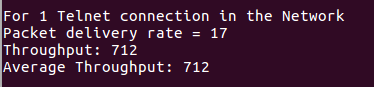 For 1 Telnet connection in the Network
Packet delivery rate = 17
Throughput: 712
Average Throughput: 712